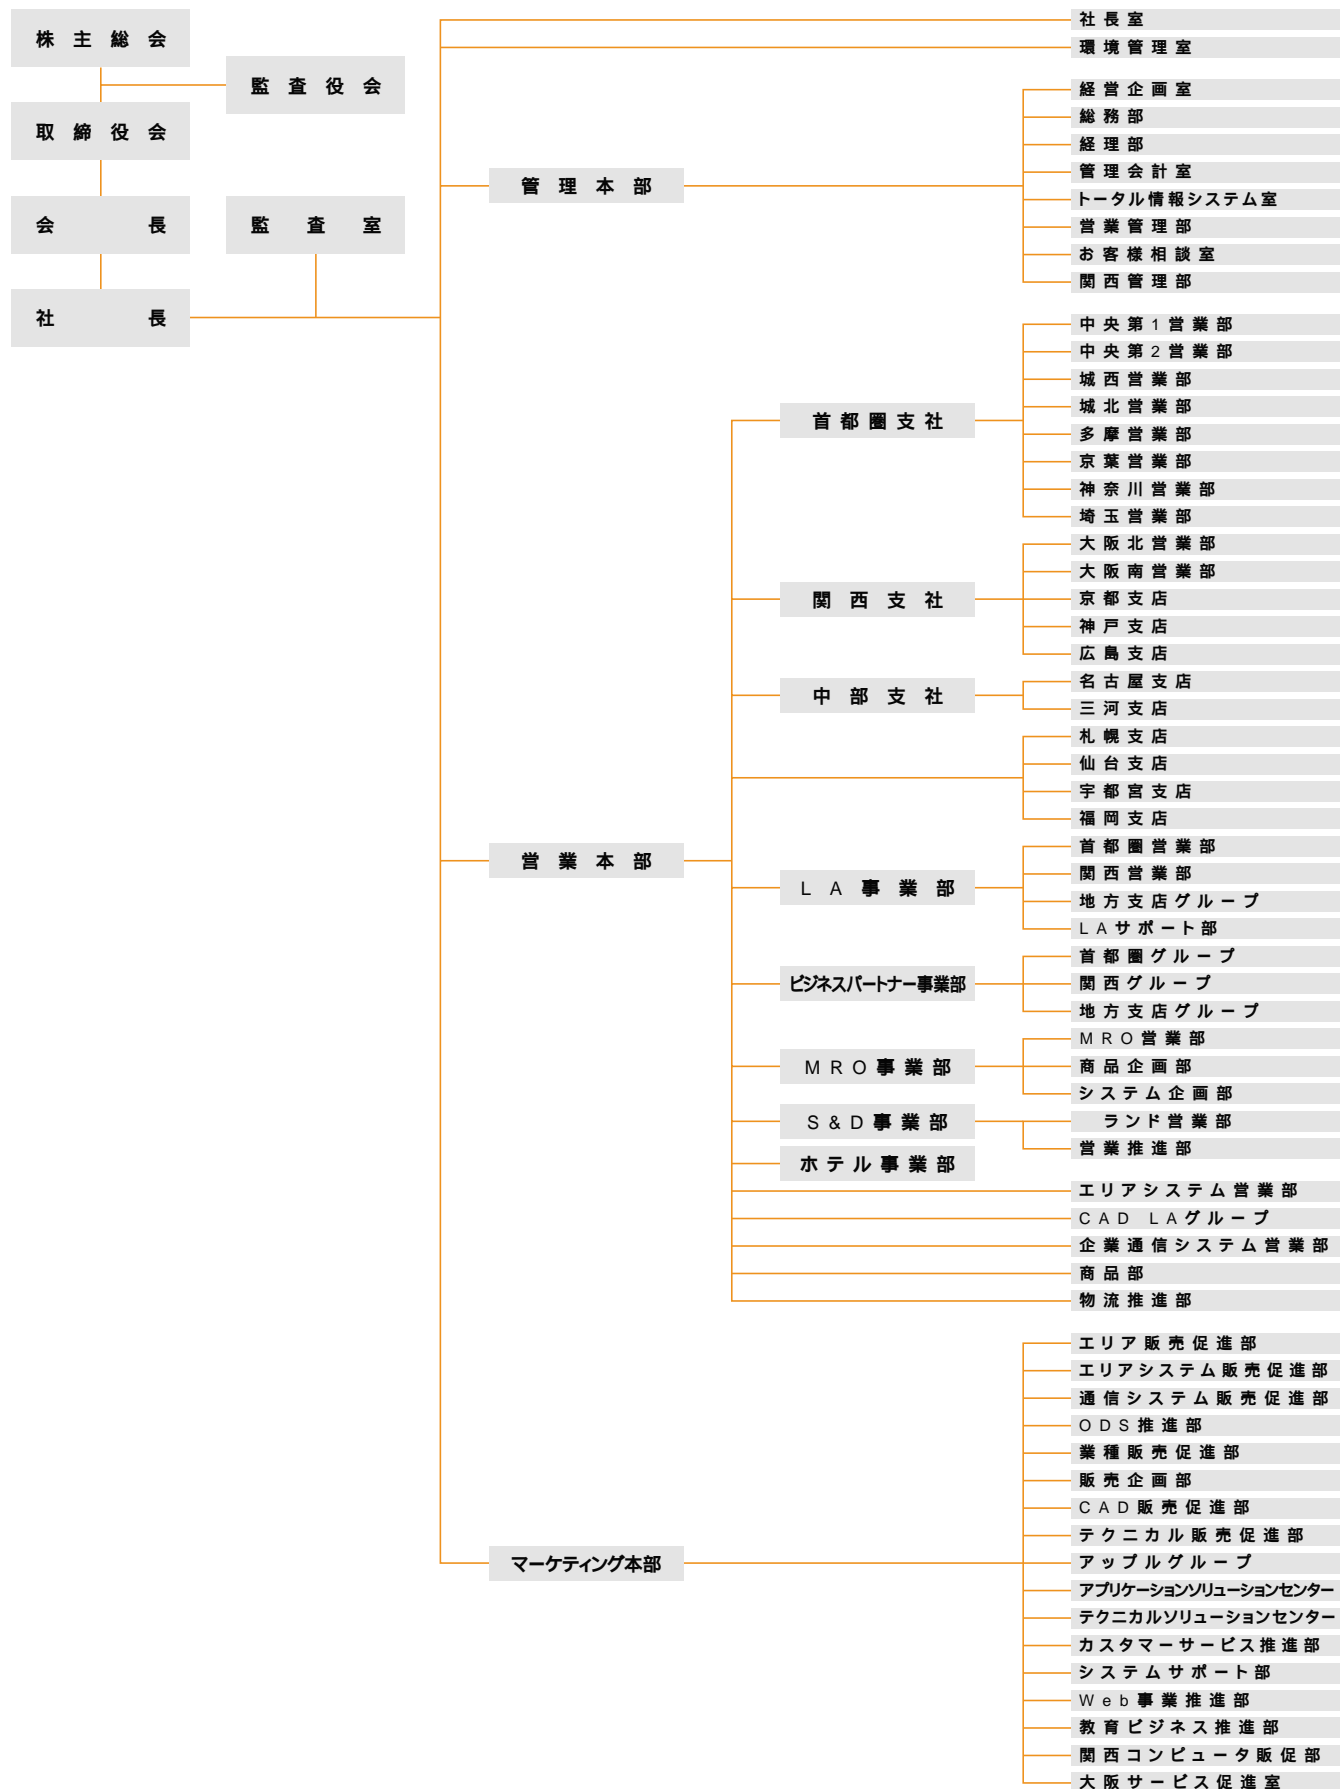 株主総会
監査役会
取締役会
会長
監査室
社長
社長室
環境管理室
管理本部
経営企画室
総務部
経理部
管理会計室
トータル情報システム室
営業管理部
お客様相談室
関西管理部
営業本部
首都圏支社
中央第1営業部
中央第2営業部
城西営業部
城北営業部
多摩営業部
京葉営業部
神奈川営業部
埼玉営業部
関西支社
大阪北営業部
大阪南営業部
京都支店
神戸支店
広島支店
中部支社
名古屋支店
三河支店
札幌支店
仙台支店
宇都宮支店
福岡支店
LA事業部
首都圏営業部
関西営業部
地方支店グループ
LAサポート部
ビジネスパートナー事業部
首都圏グループ
関西グループ
地方支店グループ
MRO事業部
MRO営業部
商品企画部
システム企画部
S&D事業部
ランド営業部
営業推進部
ホテル事業部
エリアシステム営業部
CAD LAグループ
企業通信システム営業部
商品部
物流推進部
マーケティング本部
エリア販売促進部
エリアシステム販売促進部
通信システム販売促進部
ODS推進部
業種販売促進部
販売企画部
CAD販売促進部
テクニカル販売促進部
アップルグループ
アプリケーションソリューションセンター
テクニカルソリューションセンター
カスタマーサービス推進部
システムサポート部
Web事業推進部
教育ビジネス推進部
関西コンピュータ販促部
大阪サービス促進室